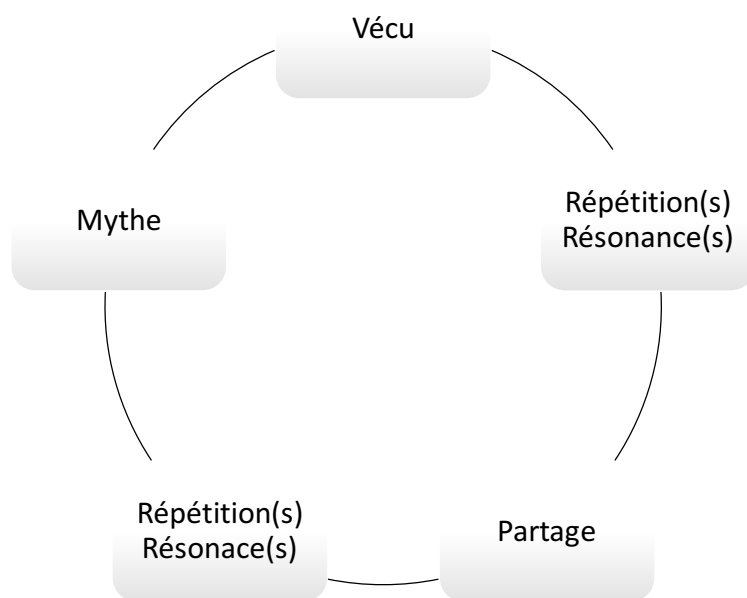 Vécu
Répétition(s)
Résonance(s)
Mythe
Répétition(s)
Résonace(s)
Partage